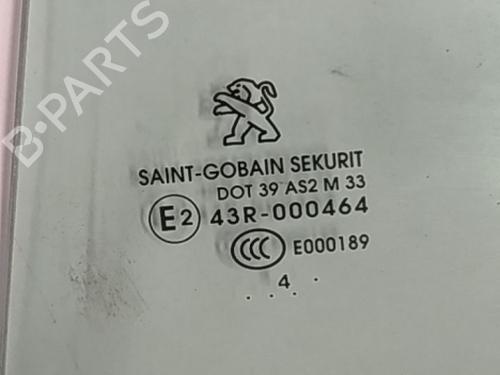 B-PARTS
SAINT-GOBAIN SEKURIT
DOT 39 AS2 M 33
E2 43R-000464
CCC E000189
4
. . . . .